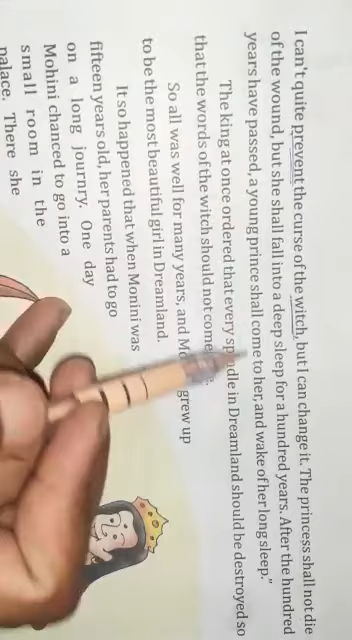 I can't quite prevent the curse of the witch, but I can change it. The princess shall not die
of the wound, but she shall fall into a deep sleep for a hundred years. After the hundred
years have passed, a young prince shall come to her, and wake of her long sleep."
The king at once ordered that every spindle in Dreamland should be destroyed so
that the words of the witch should not come
So all was well for many years, and grew up
to be the most beautiful girl in Dreamland.
It so happened that when Monini was
fifteen years old, her parents had to go
on a long journry. One day
Mohini chanced to go into a
small room in the
palace. There she